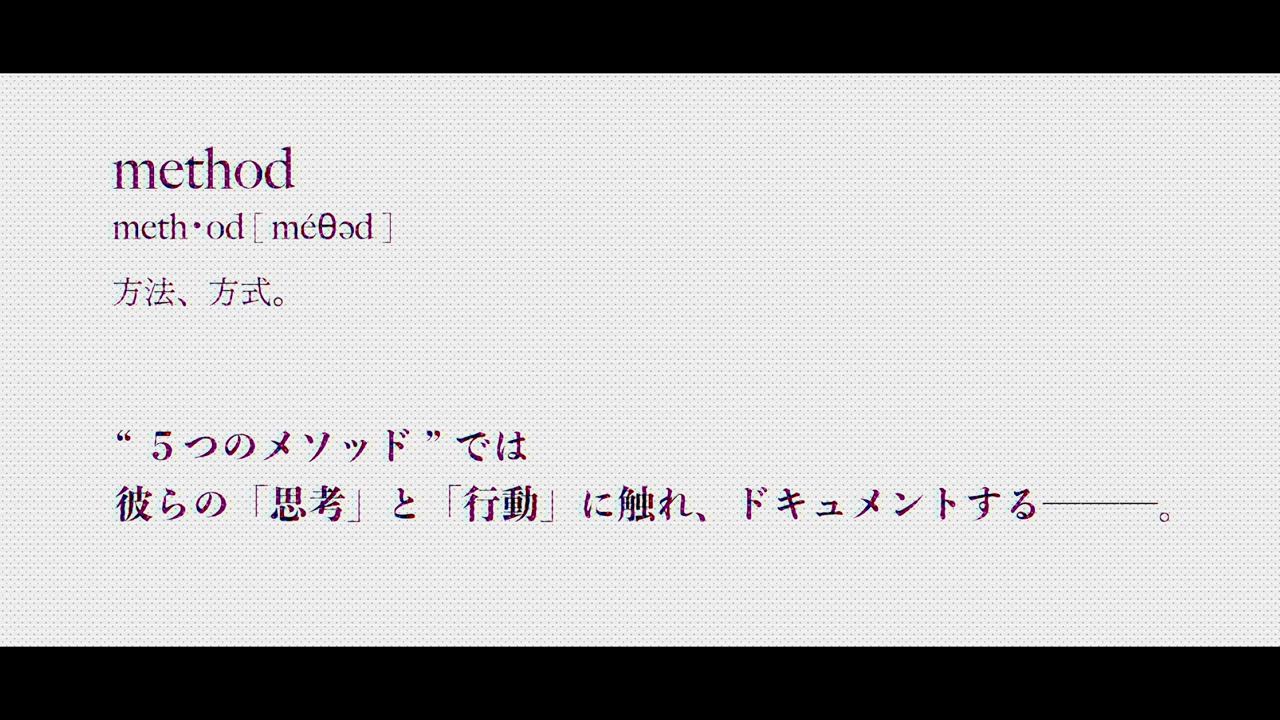 method
meth・od [ méθəd ]
方法、方式。
“５つのメソッド”では
彼らの「思考」と「行動」に触れ、ドキュメントする———。